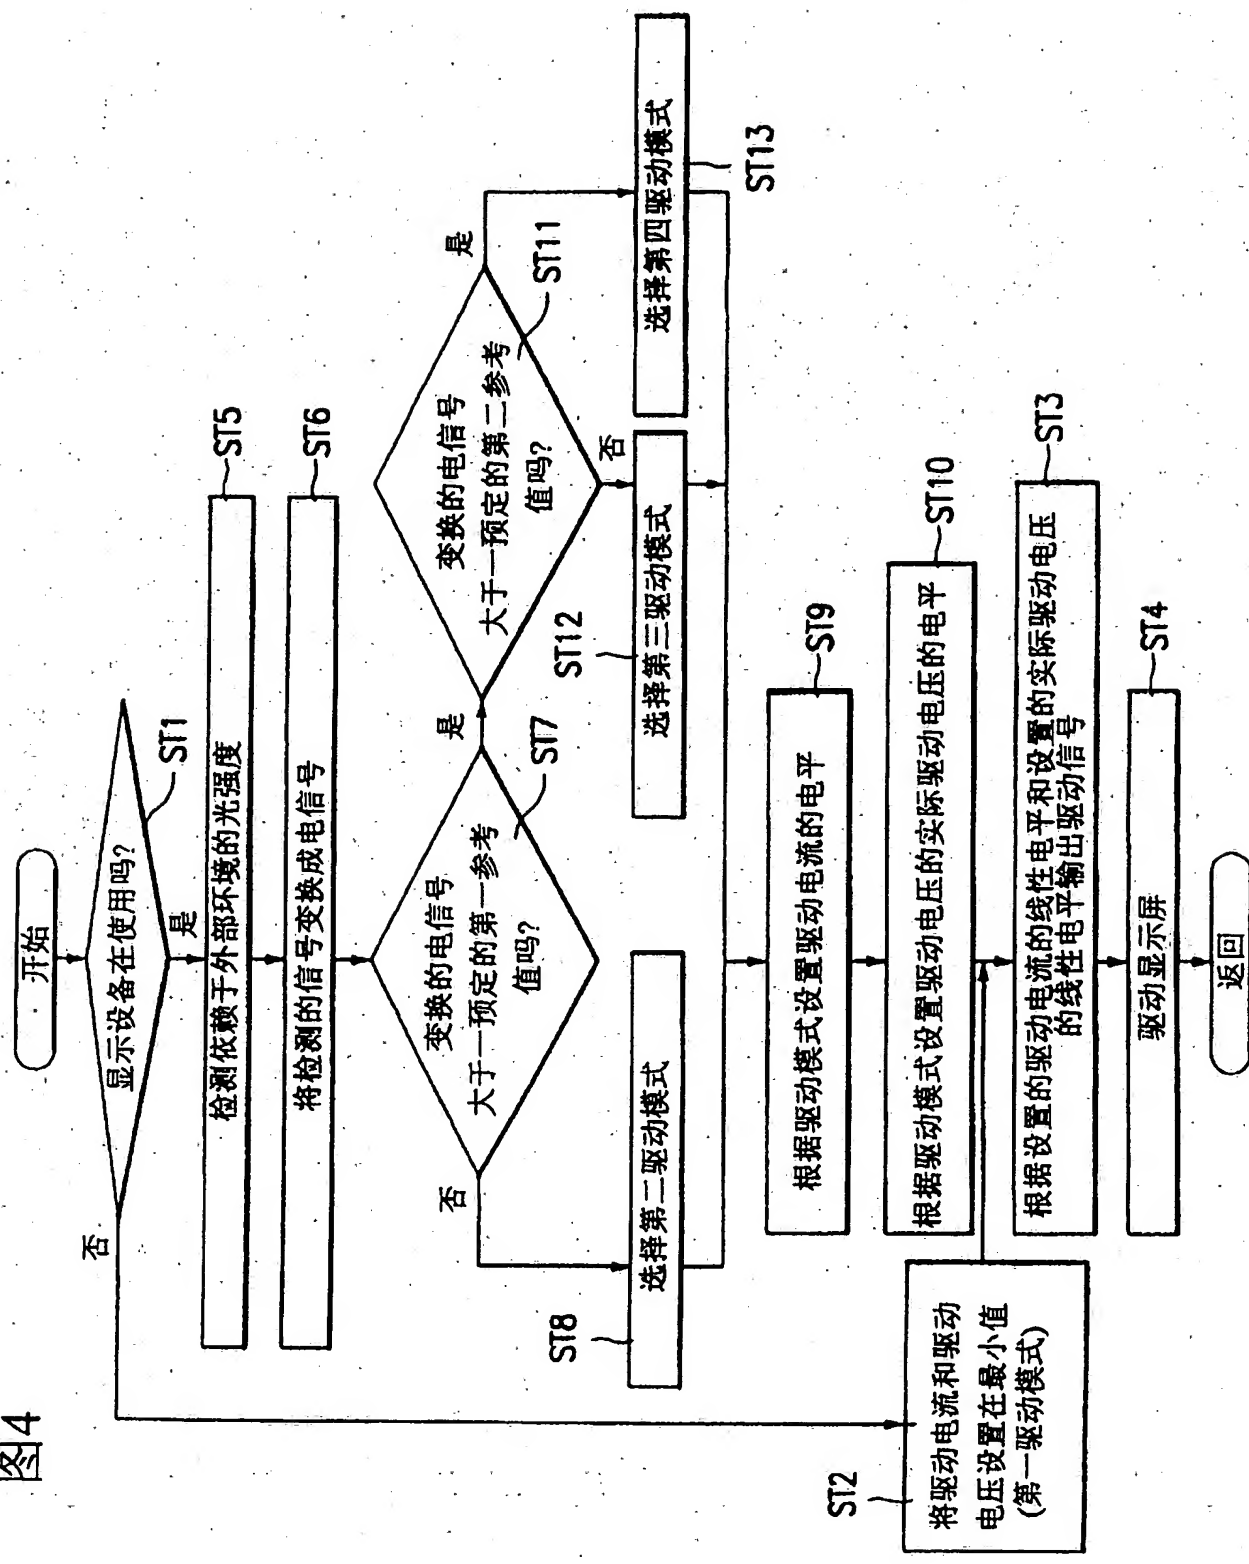 图4
开始
显示设备在使用吗?
ST1
否
是
检测依赖于外部环境的光强度
ST5
将检测的信号变换成电信号
ST6
变换的电信号
大于一预定的第一参考
值吗?
ST7
否
是
变换的电信号
大于一预定的第二参考
值吗?
ST11
否
是
ST8
选择第二驱动模式
ST12
选择第三驱动模式
选择第四驱动模式
ST13
根据驱动模式设置驱动电流的电平
ST9
根据驱动模式设置驱动电压的实际驱动电压的电平
ST10
ST2
将驱动电流和驱动
电压设置在最小值
(第一驱动模式)
根据设置的驱动电流的线性电平和设置的实际驱动电压
的线性电平输出驱动信号
ST3
驱动显示屏
ST4
返回